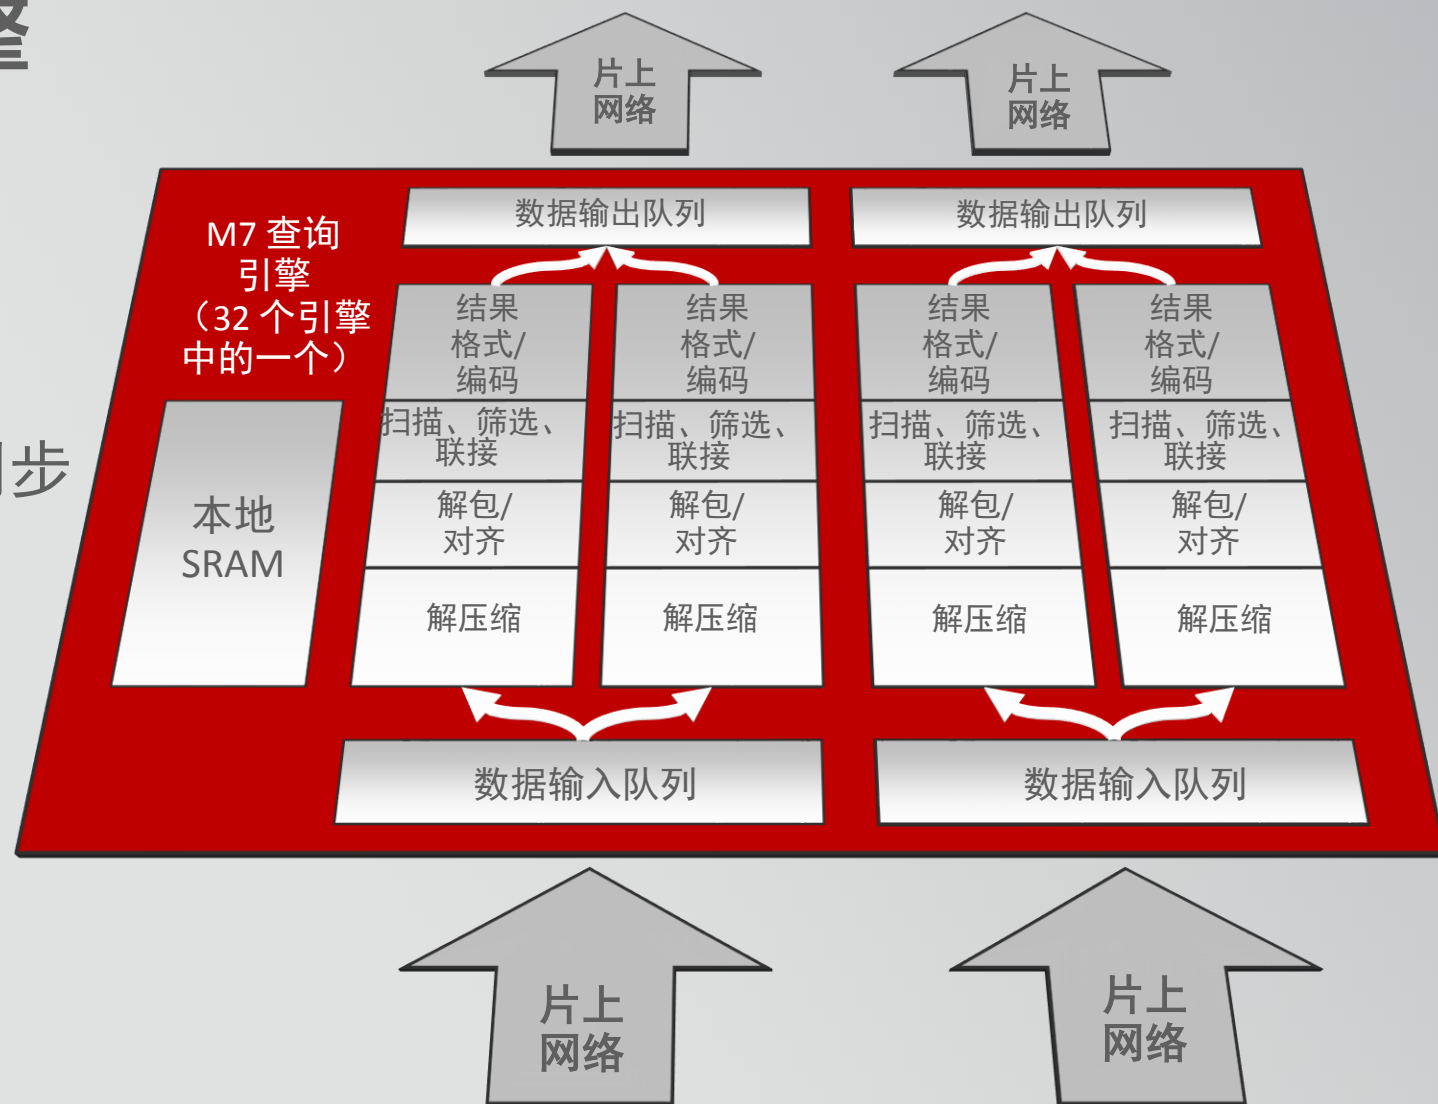 片上
网络
片上
网络
M7 查询
引擎
（32 个引擎
中的一个）
数据输出队列
数据输出队列
结果
格式/
编码
结果
格式/
编码
结果
格式/
编码
结果
格式/
编码
扫描、筛选、
联接
扫描、筛选、
联接
扫描、筛选、
联接
扫描、筛选、
联接
步
本地
SRAM
解包/
对齐
解包/
对齐
解包/
对齐
解包/
对齐
解压缩
解压缩
解压缩
解压缩
数据输入队列
数据输入队列
片上
网络
片上
网络